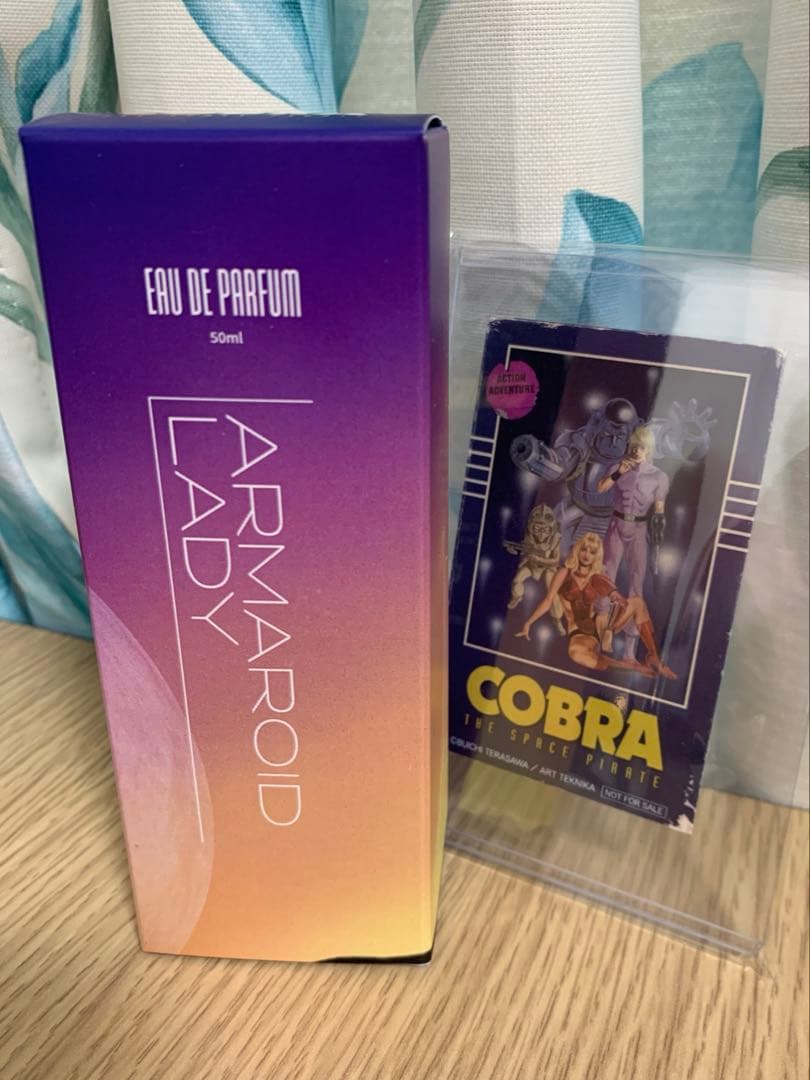 EAU DE PARFUM
50ml
ARMAROID
LADY
ACTION
ADVENTURE
COBRA
THE SPACE PIRATE
©BUICHI TERASAWA / ART TEKNIKA NOT FOR SALE